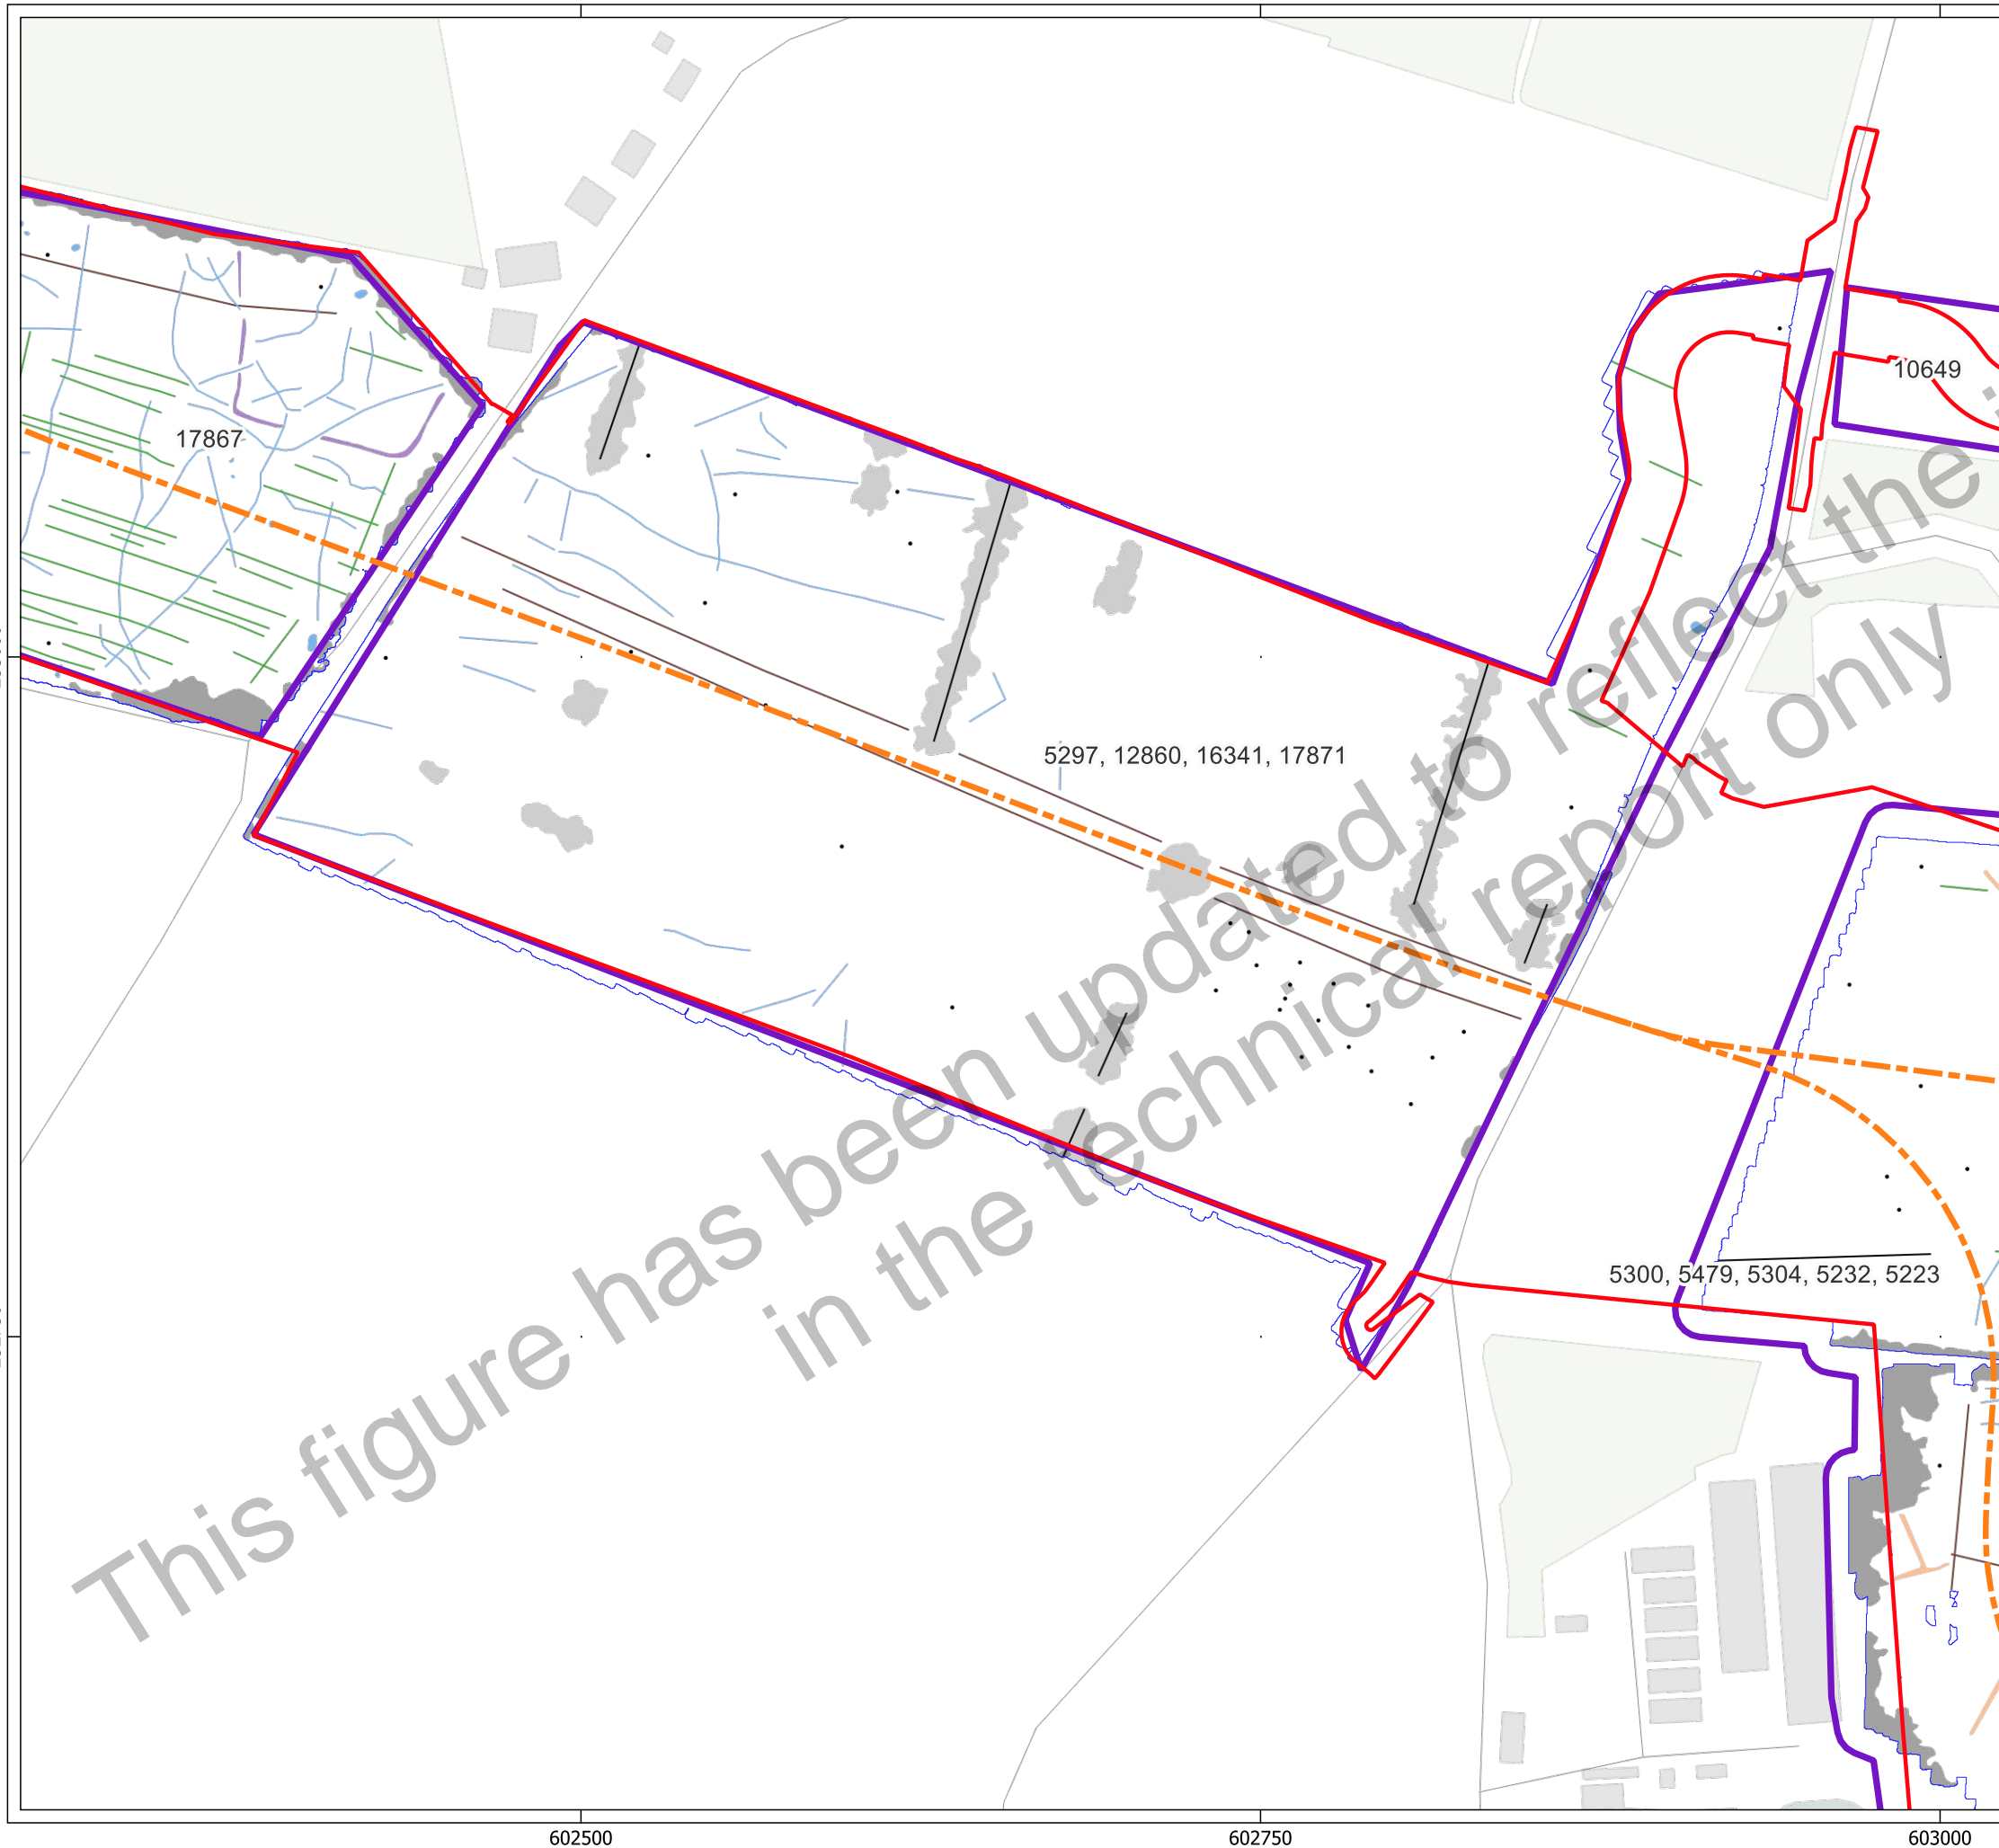 10649
17867
5297, 12860, 16341, 17871
5300, 5479, 5304, 5232, 5223
This figure has been updated to reflect the
in the technical report only
602500
602750
603000